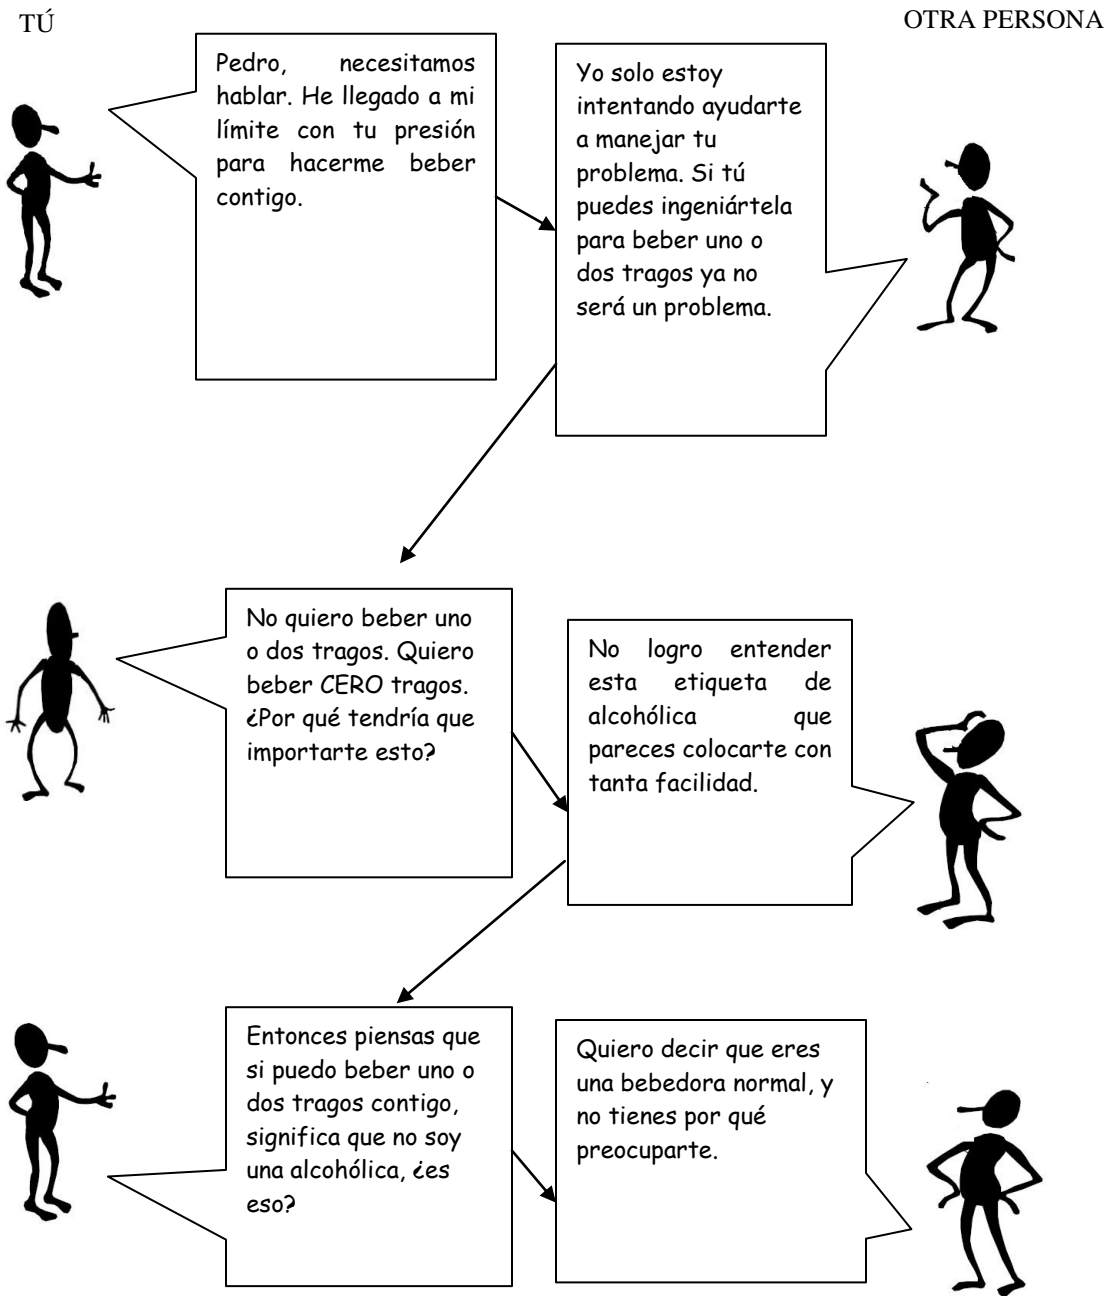 TÚ
OTRA PERSONA
Pedro, necesitamos
hablar. He llegado a mi
límite con tu presión
para hacerme beber
contigo.
Yo solo estoy
intentando ayudarte
a manejar tu
problema. Si tú
puedes ingeniártela
para beber uno o
dos tragos ya no
será un problema.
No quiero beber uno
o dos tragos. Quiero
beber CERO tragos.
¿Por qué tendría que
importarte esto?
No logro entender
esta etiqueta de
alcohólica que
pareces colocarte con
tanta facilidad.
Entonces piensas que
si puedo beber uno o
dos tragos contigo,
significa que no soy
una alcohólica, ¿es
eso?
Quiero decir que eres
una bebedora normal, y
no tienes por qué
preocuparte.